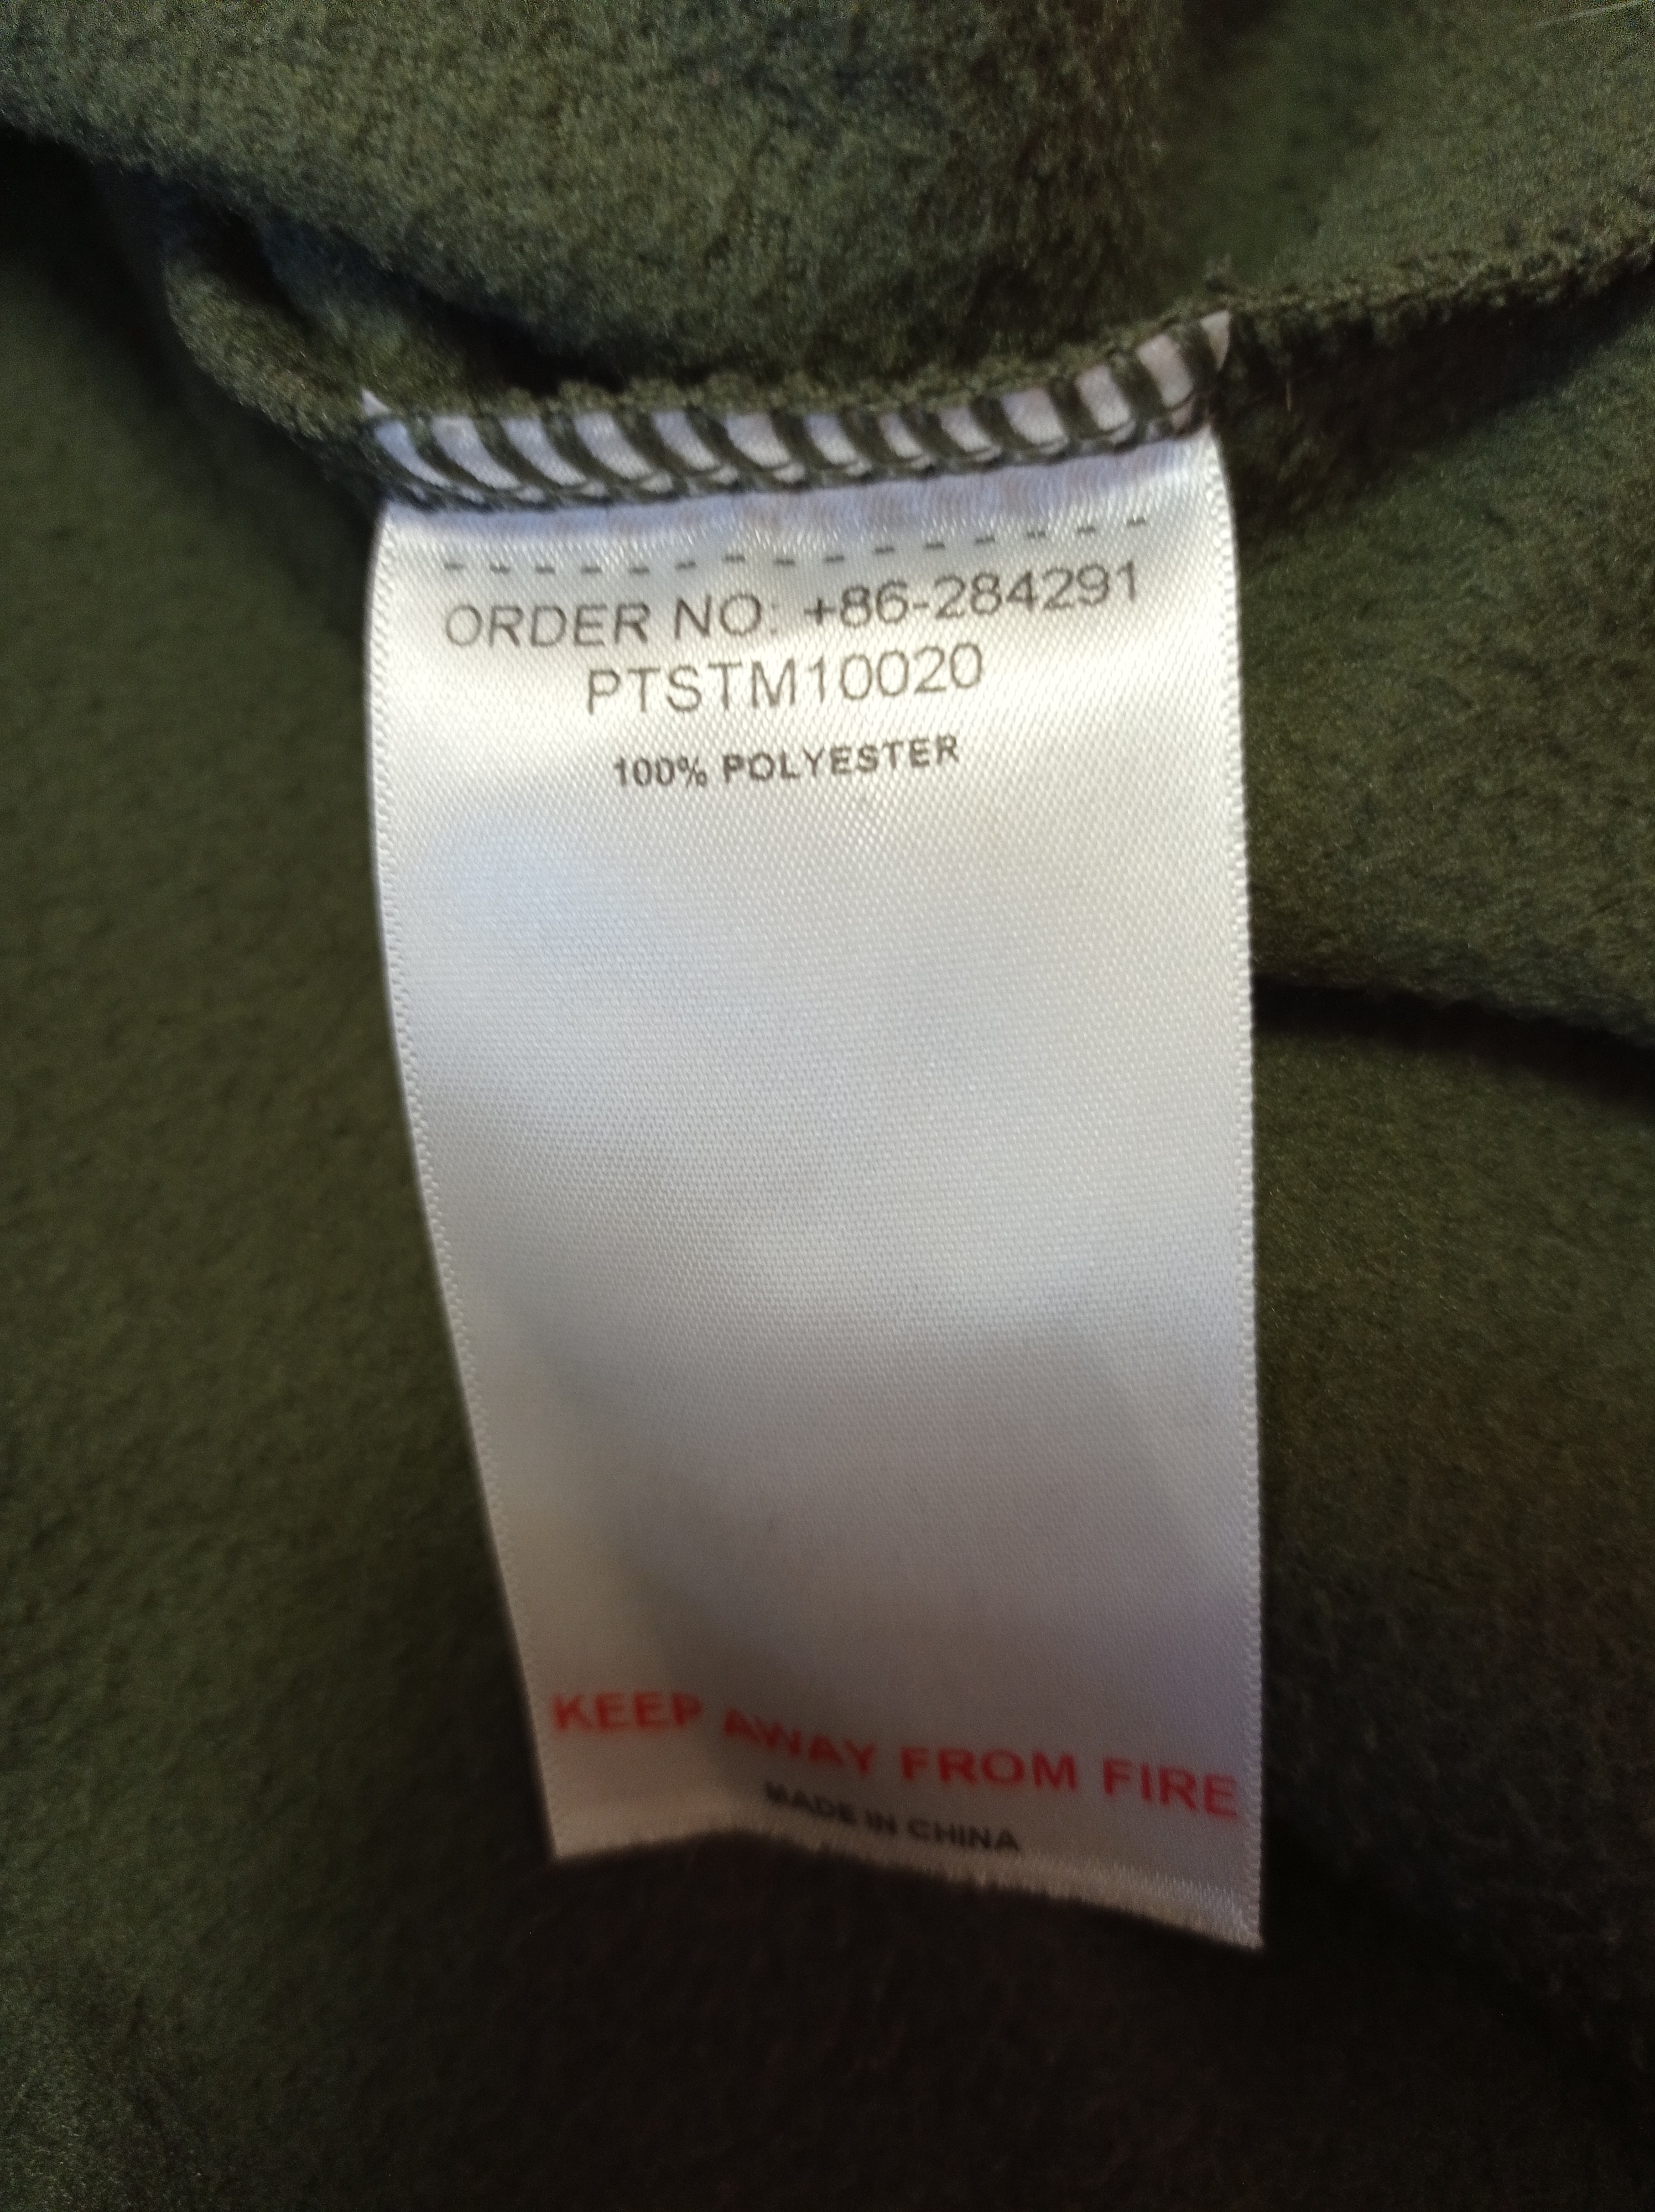 ORDER NO: +86-284291
PTSTM10020
100% POLYESTER
KEEP AWAY FROM FIRE
MADE IN CHINA